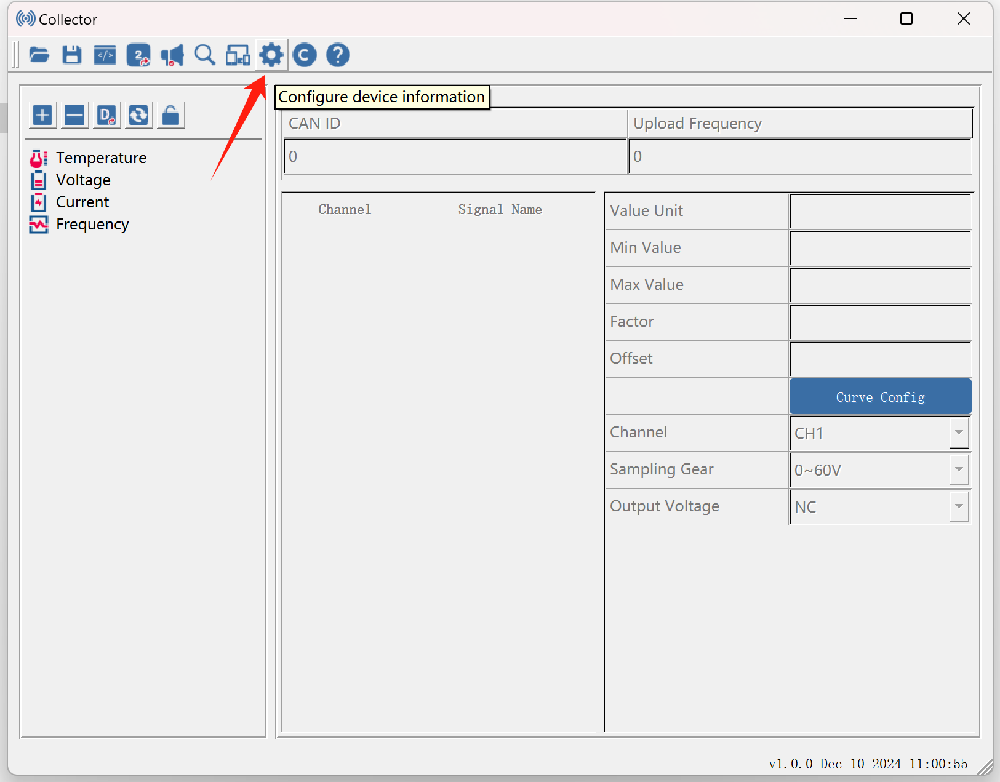 Collector
Configure device information
CAN ID
Upload Frequency
0
0
Temperature
Voltage
Current
Frequency
Channel
Signal Name
Value Unit
Min Value
Max Value
Factor
Offset
Curve Config
Channel
CH1
Sampling Gear
0~60V
Output Voltage
NC
v1.0.0 Dec 10 2024 11:00:55